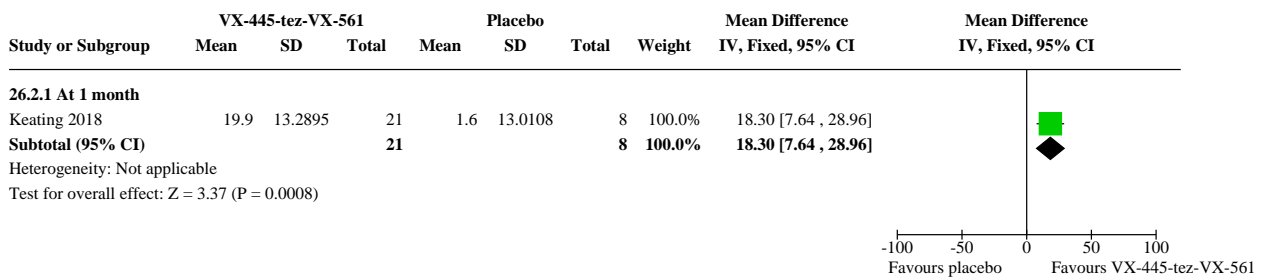 VX-445-tez-VX-561 Placebo Mean Difference Mean Difference
Study or Subgroup Mean SD Total Mean SD Total Weight IV, Fixed, 95% CI IV, Fixed, 95% CI
26.2.1 At 1 month
Keating 2018 19.9 13.2895 21 1.6 13.0108 8 100.0% 18.30 [7.64 , 28.96]
Subtotal (95% CI) 21 8 100.0% 18.30 [7.64 , 28.96]
Heterogeneity: Not applicable
Test for overall effect: Z = 3.37 (P = 0.0008)
-100 -50 0 50 100
Favours placebo Favours VX-445-tez-VX-561